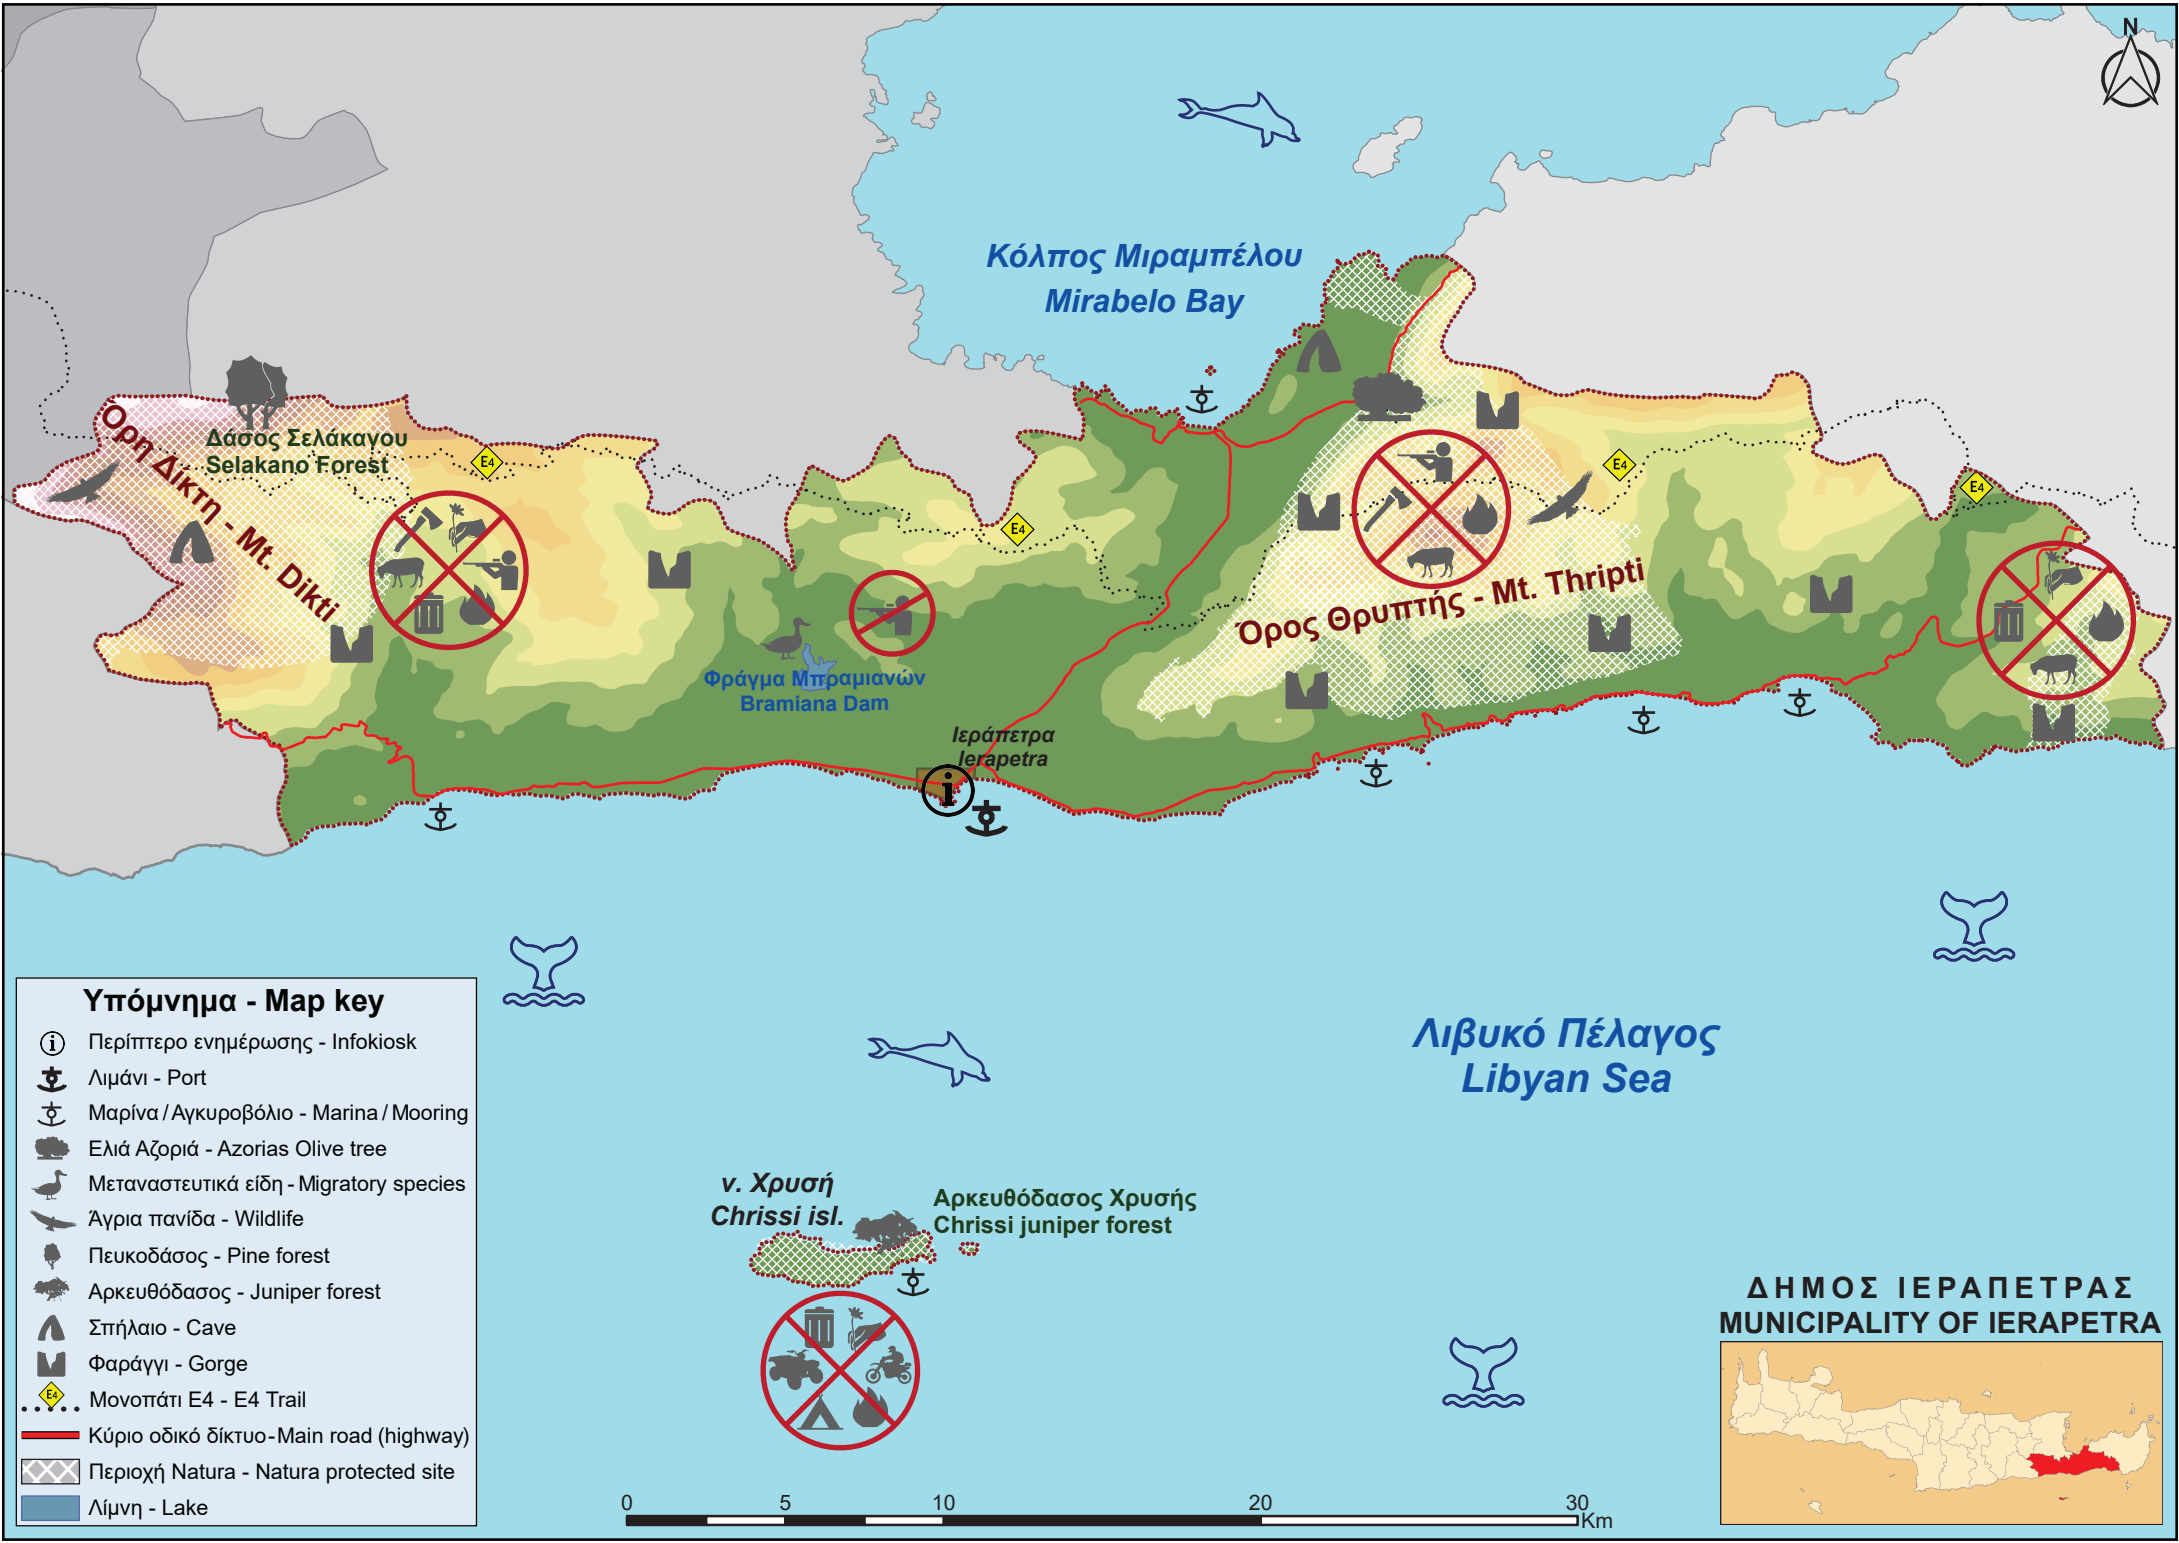 N
Κόλπος Μιραμπέλου
Mirabelo Bay
Όρη Δίκτη - Mt. Dikti
Δάσος Σελάκανου
Selakano Forest
E4
E4
E4
E4
Όρος Θρυπτής - Mt. Thripti
Φράγμα Μπραμιανών
Bramiana Dam
Ιεράπετρα
Ierapetra
i
Υπόμνημα - Map key
i Περίπτερο ενημέρωσης - Infokiosk
Λιμάνι - Port
Μαρίνα / Αγκυροβόλιο - Marina / Mooring
Ελιά Αζοριά - Azorias Olive tree
Μεταναστευτικά είδη - Migratory species
Άγρια πανίδα - Wildlife
Πευκοδάσος - Pine forest
Αρκευθόδασος - Juniper forest
Σπήλαιο - Cave
Φαράγγι - Gorge
E4 Μονοπάτι Ε4 - E4 Trail
Κύριο οδικό δίκτυο - Main road (highway)
Περιοχή Natura - Natura protected site
Λίμνη - Lake
Λιβυκό Πέλαγος
Libyan Sea
ν. Χρυσή
Chrissi isl.
Αρκευθόδασος Χρυσής
Chrissi juniper forest
0 5 10 20 30
Km
ΔΗΜΟΣ ΙΕΡΑΠΕΤΡΑΣ
MUNICIPALITY OF IERAPETRA